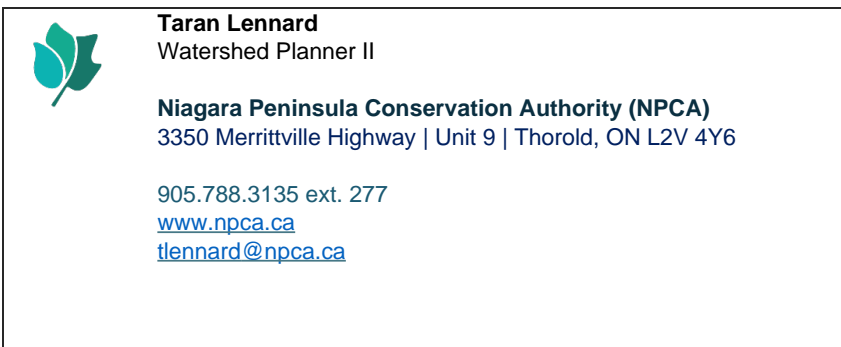 Taran Lennard
Watershed Planner II
Niagara Peninsula Conservation Authority (NPCA)
3350 Merrittville Highway | Unit 9 | Thorold, ON L2V 4Y6
905.788.3135 ext. 277
www.npca.ca
tlennard@npca.ca